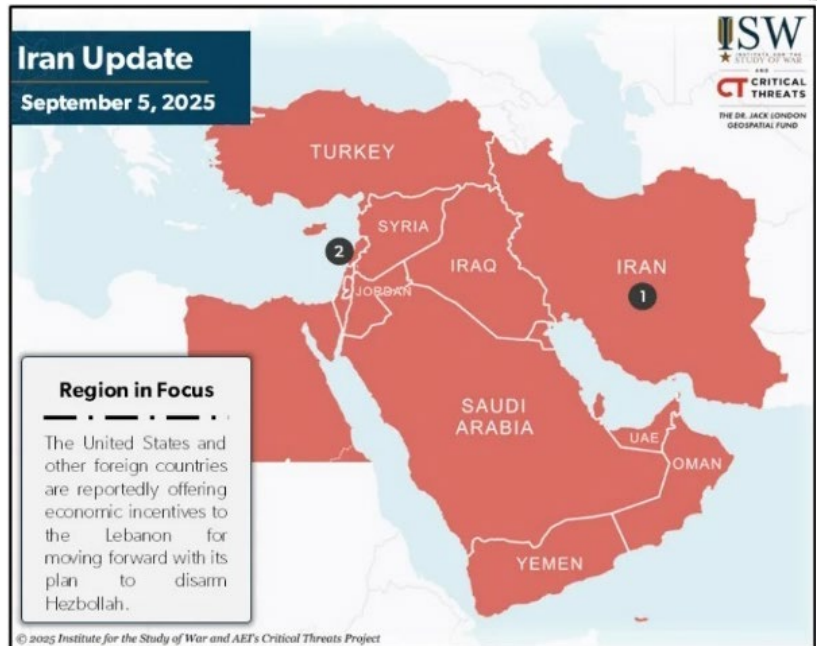 Iran Update
September 5, 2025
ISW
INSTITUTE FOR THE
STUDY OF WAR
AND
CT CRITICAL
THREATS
THE DR. JACK LONDON
GEOSPATIAL FUND
TURKEY
SYRIA
2
IRAQ
IRAN
JORDAN
1
SAUDI
ARABIA
UAE
OMAN
YEMEN
Region in Focus
The United States and
other foreign countries
are reportedly offering
economic incentives to
the Lebanon for
moving forward with its
plan to disarm
Hezbollah.
© 2025 Institute for the Study of War and AEI's Critical Threats Project